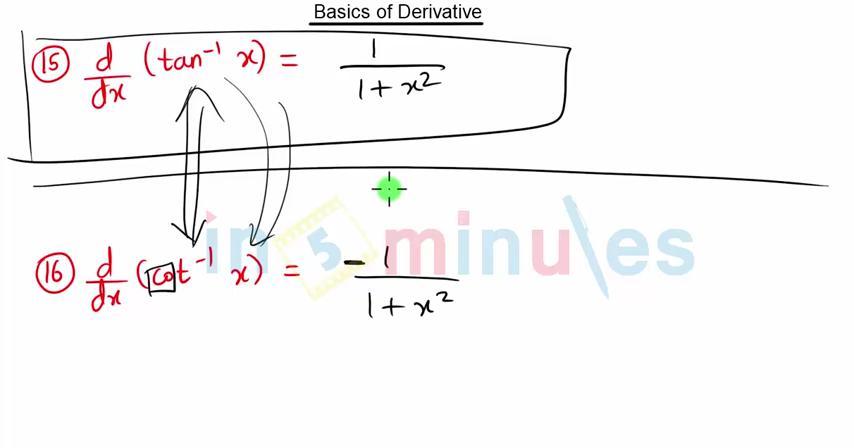 Basics of Derivative
15 d/dx (tan⁻¹ x) = 1/(1 + x²)
in 5 minutes
16 d/dx (cot⁻¹ x) = -1/(1 + x²)